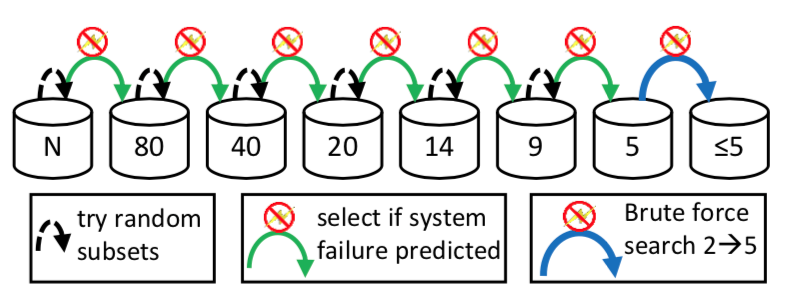 N 80 40 20 14 9 5 ≤5
try random
subsets
select if system
failure predicted
Brute force
search 2→5